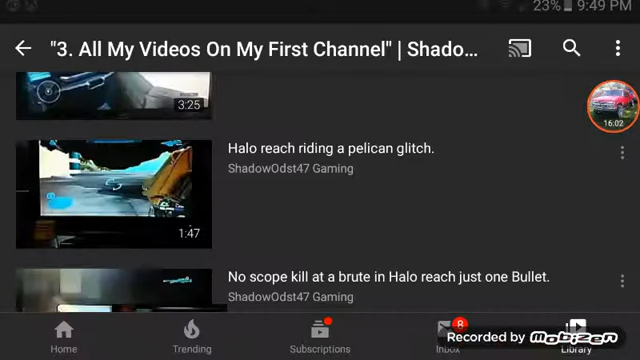 23% 9:49 PM
"3. All My Videos On My First Channel" | Shado...
3:25
16:02
Halo reach riding a pelican glitch.
ShadowOdst47 Gaming
1:47
No scope kill at a brute in Halo reach just one Bullet.
ShadowOdst47 Gaming
8
Home
Trending
Subscriptions
Inbox
Library
Recorded by MOBIZEN